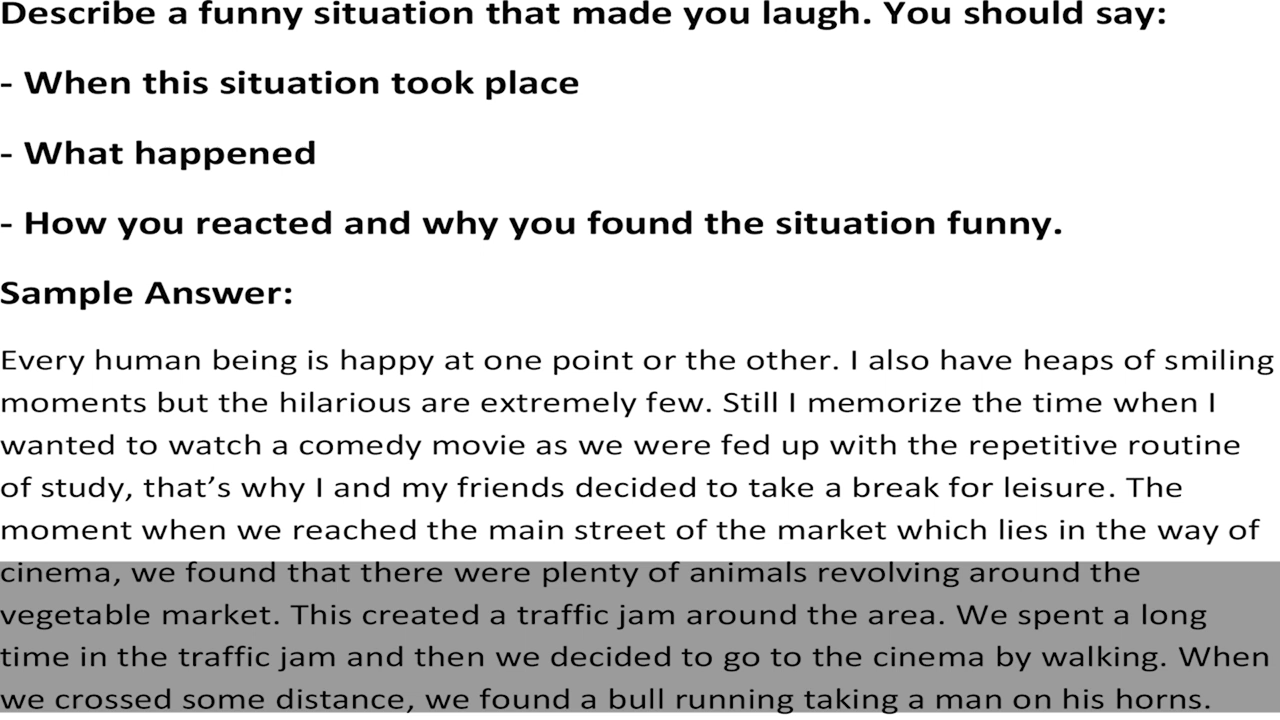 Describe a funny situation that made you laugh. You should say:
- When this situation took place
- What happened
- How you reacted and why you found the situation funny.
Sample Answer:
Every human being is happy at one point or the other. I also have heaps of smiling
moments but the hilarious are extremely few. Still I memorize the time when I
wanted to watch a comedy movie as we were fed up with the repetitive routine
of study, that’s why I and my friends decided to take a break for leisure. The
moment when we reached the main street of the market which lies in the way of
cinema, we found that there were plenty of animals revolving around the
vegetable market. This created a traffic jam around the area. We spent a long
time in the traffic jam and then we decided to go to the cinema by walking. When
we crossed some distance, we found a bull running taking a man on his horns.